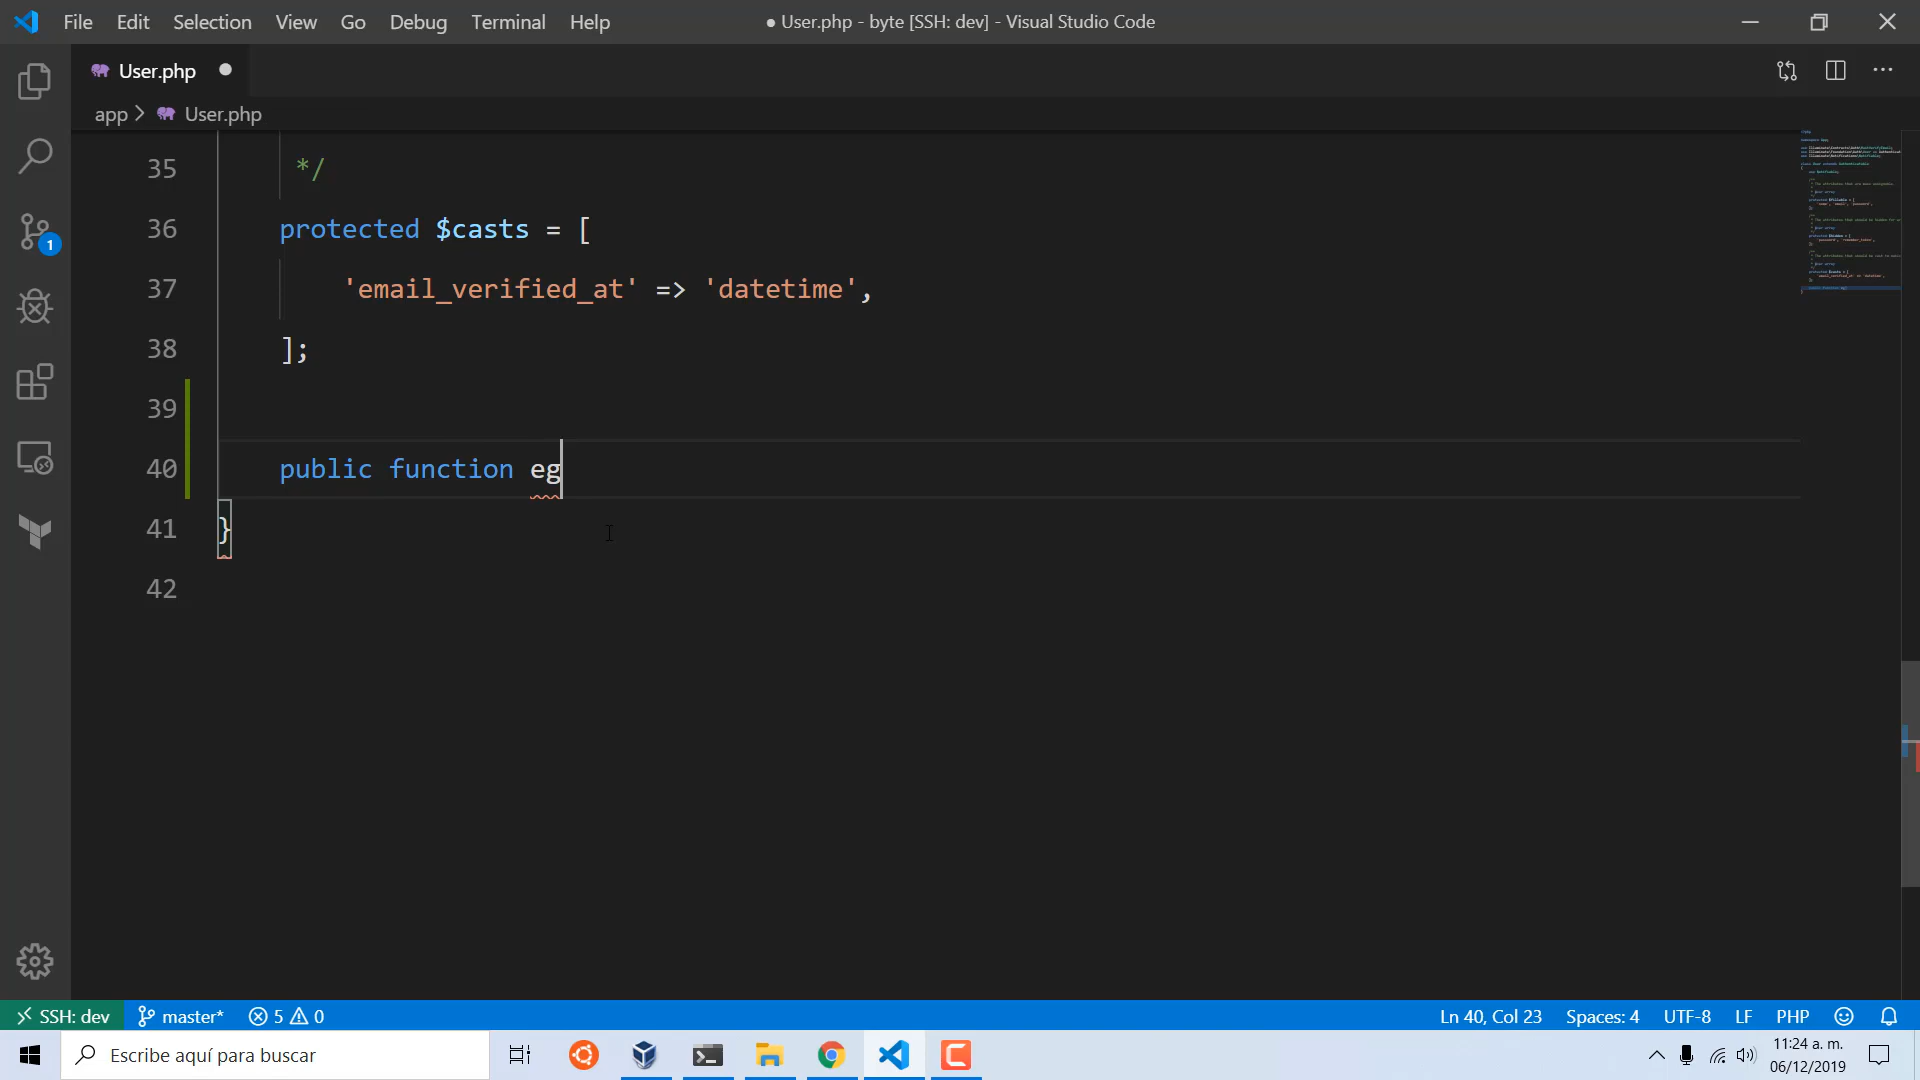 File Edit Selection View Go Debug Terminal Help
● User.php - byte [SSH: dev] - Visual Studio Code
User.php ●
app > User.php
35 */
36 protected $casts = [
37 'email_verified_at' => 'datetime',
38 ];
39
40 public function eg
41 }
42
1
SSH: dev master* 5 0
Ln 40, Col 23 Spaces: 4 UTF-8 LF PHP
Escribe aquí para buscar
11:24 a. m.
06/12/2019